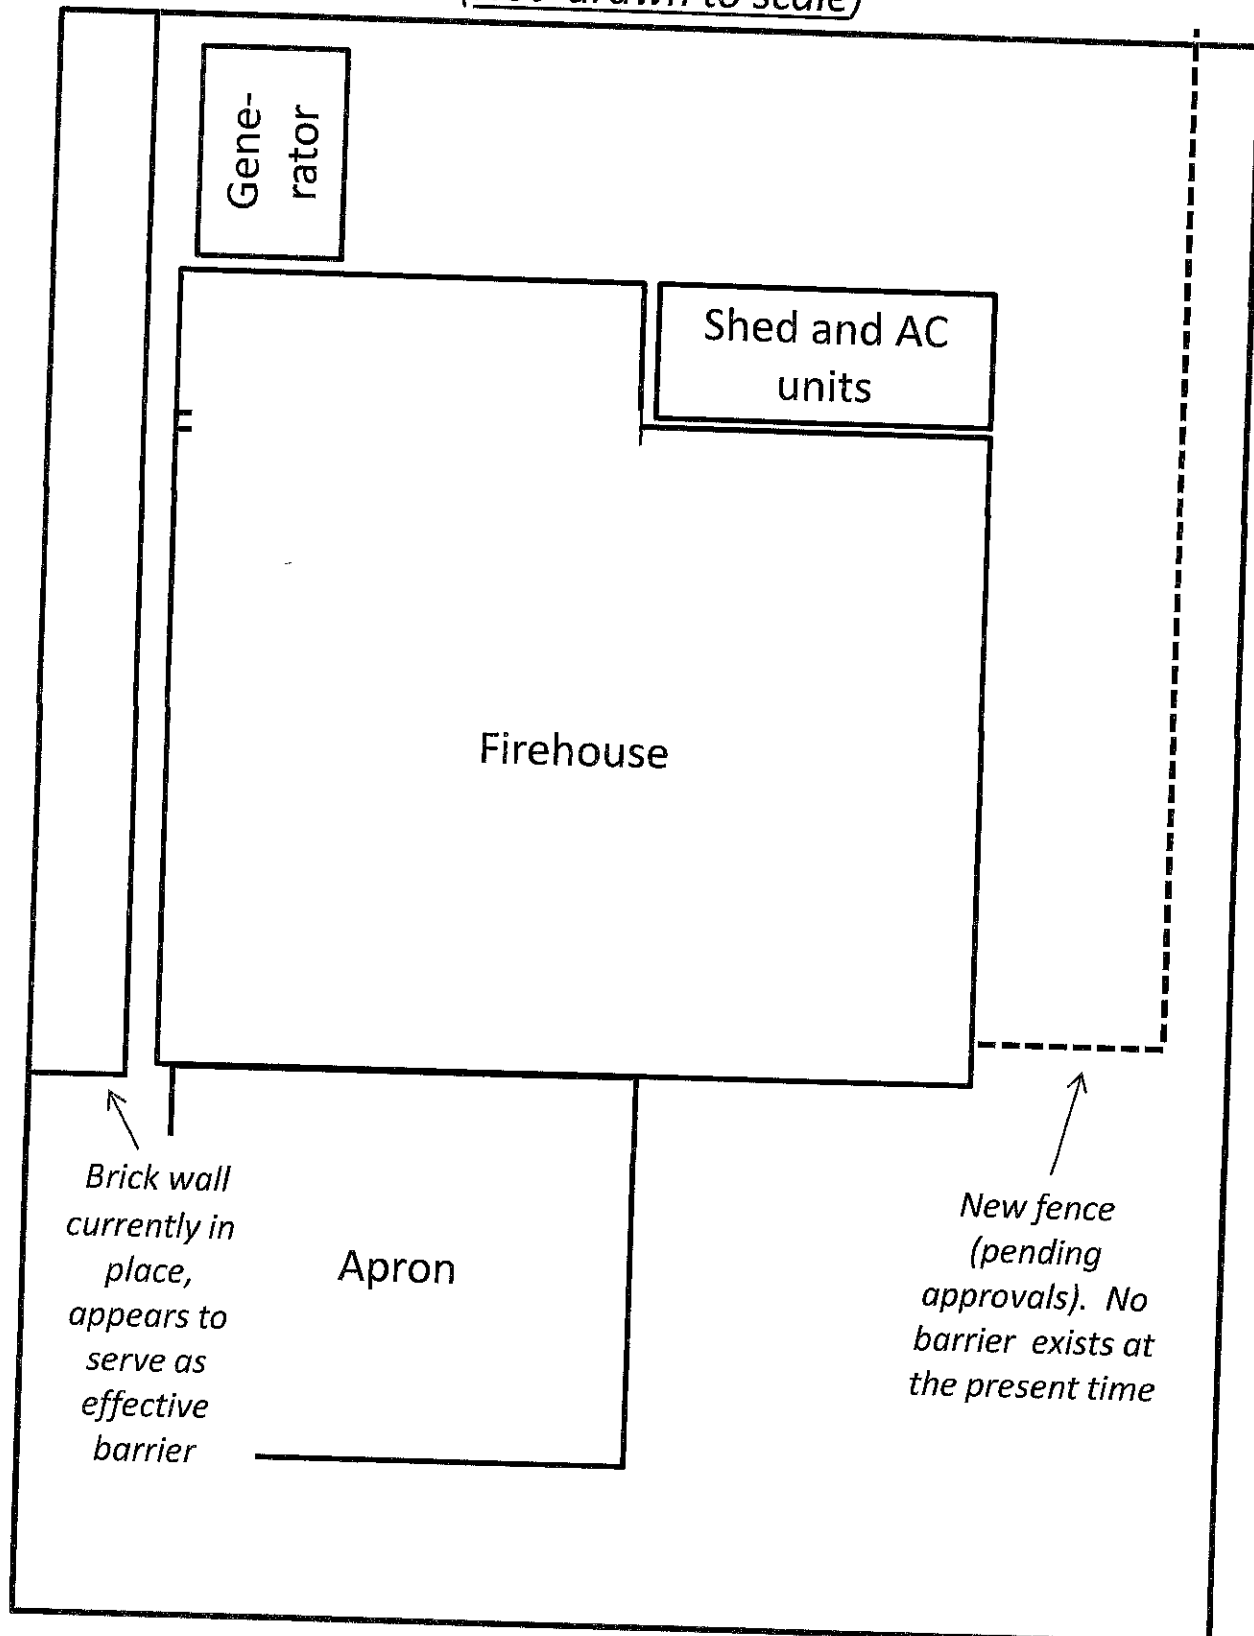 drawn to scale)
Gene-
rator
Shed and AC
units
Firehouse
Brick wall
currently in
place,
appears to
serve as
effective
barrier
Apron
New fence
(pending
approvals). No
barrier exists at
the present time